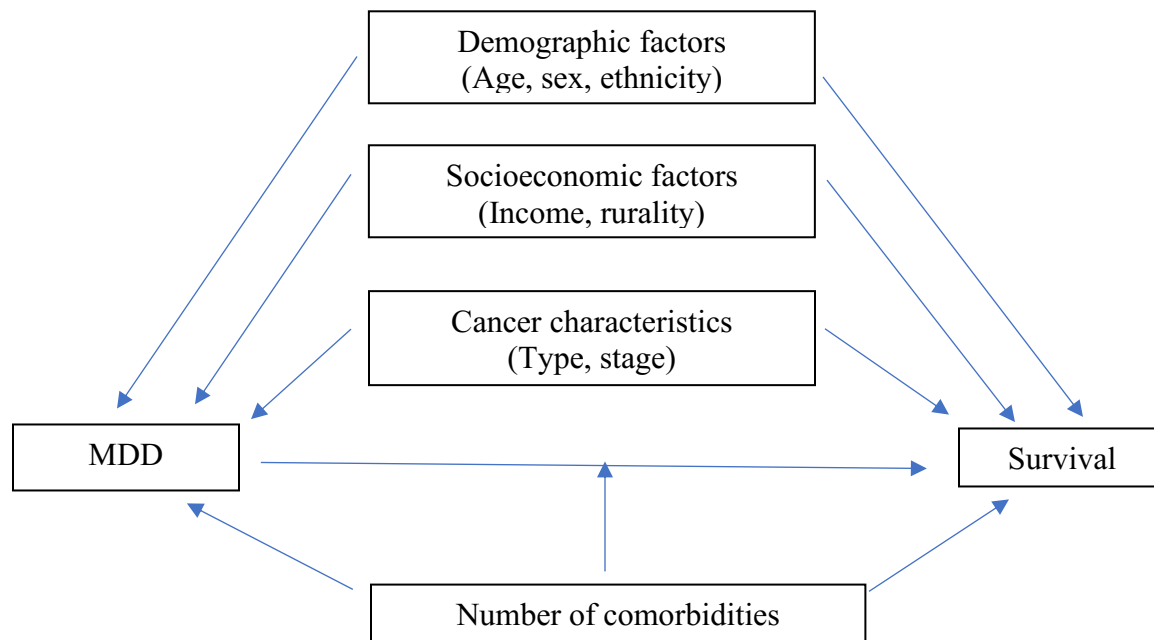 Demographic factors
(Age, sex, ethnicity)
Socioeconomic factors
(Income, rurality)
Cancer characteristics
(Type, stage)
MDD
Survival
Number of comorbidities